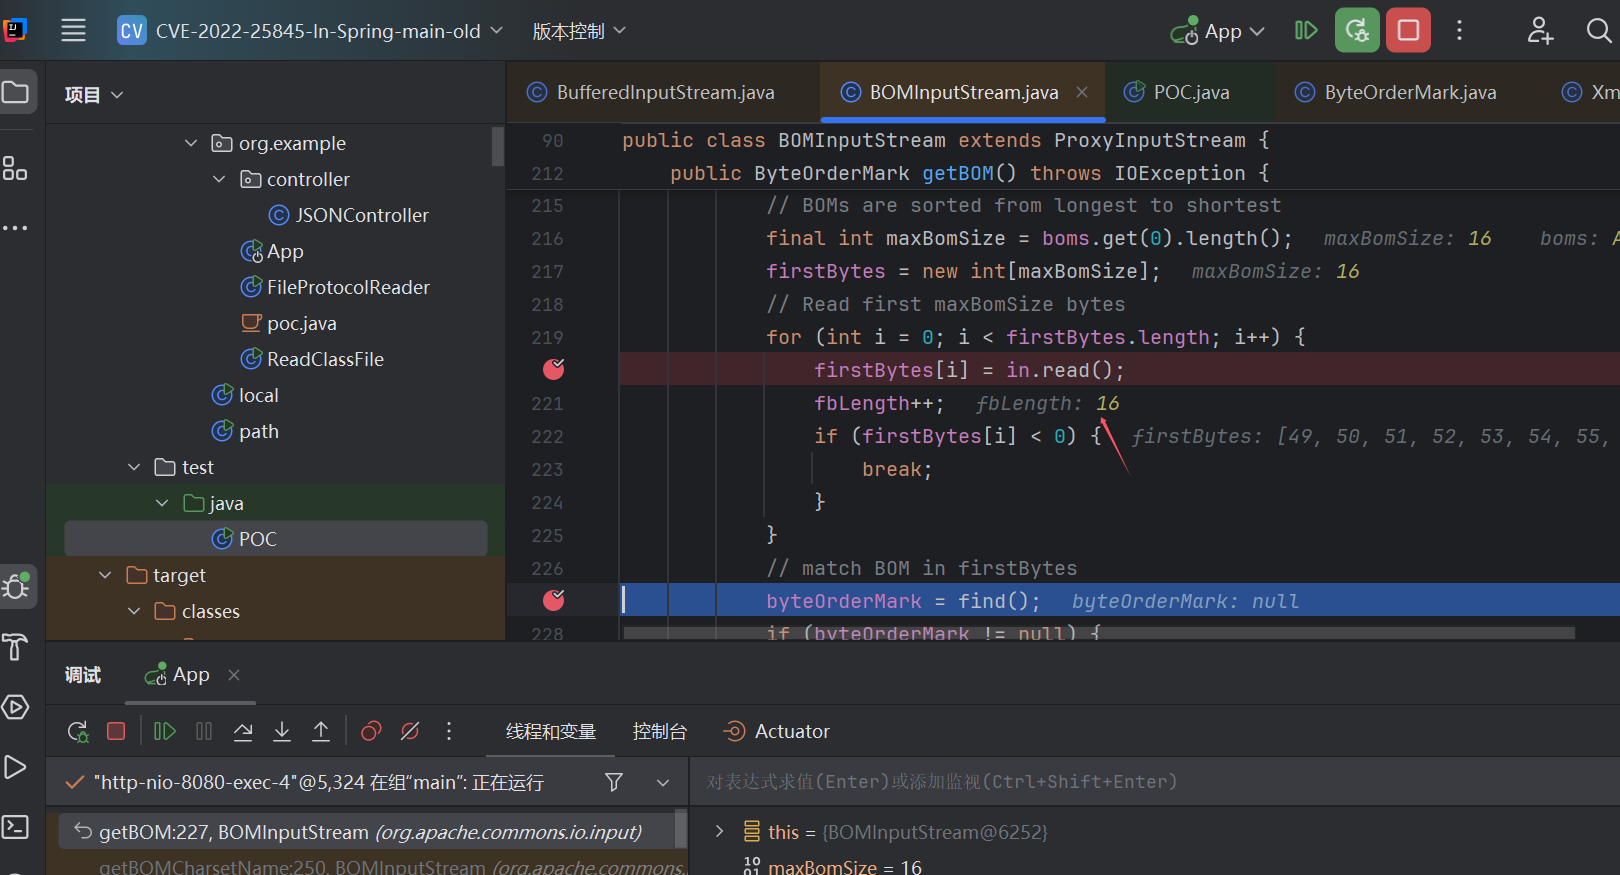 CV CVE-2022-25845-In-Spring-main-old 版本控制 App
项目
org.example
controller
JSONController
App
FileProtocolReader
poc.java
ReadClassFile
local
path
test
java
POC
target
classes
BufferedInputStream.java BOMInputStream.java POC.java ByteOrderMark.java Xm
90 public class BOMInputStream extends ProxyInputStream {
212 public ByteOrderMark getBOM() throws IOException {
215 // BOMs are sorted from longest to shortest
216 final int maxBomSize = boms.get(0).length(); maxBomSize: 16 boms: A
217 firstBytes = new int[maxBomSize]; maxBomSize: 16
218 // Read first maxBomSize bytes
219 for (int i = 0; i < firstBytes.length; i++) {
firstBytes[i] = in.read();
221 fbLength++; fbLength: 16
222 if (firstBytes[i] < 0) { firstBytes: [49, 50, 51, 52, 53, 54, 55,
223 break;
224 }
225 }
226 // match BOM in firstBytes
byteOrderMark = find(); byteOrderMark: null
228 if (byteOrderMark != null) {
调试 App
线程和变量 控制台 Actuator
"http-nio-8080-exec-4"@5,324 在组"main": 正在运行
对表达式求值(Enter)或添加监视(Ctrl+Shift+Enter)
getBOM:227, BOMInputStream (org.apache.commons.io.input)
getBOMCharsetName:250, BOMInputStream (org.apache.commons.
this = {BOMInputStream@6252}
maxBomSize = 16